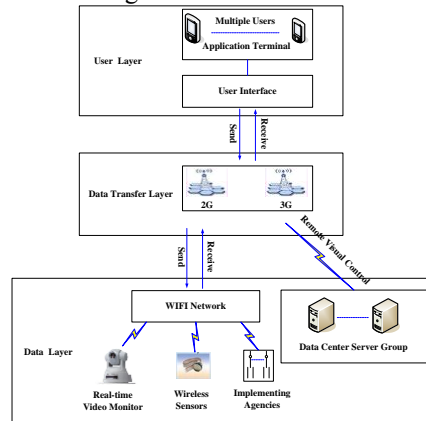 Multiple Users
Application Terminal
User Layer
User Interface
Send
Receive
Data Transfer Layer
2G
3G
Send
Receive
Remote Visual Control
WIFI Network
Data Center Server Group
Data Layer
Real-time
Video Monitor
Wireless
Sensors
Implementing
Agencies